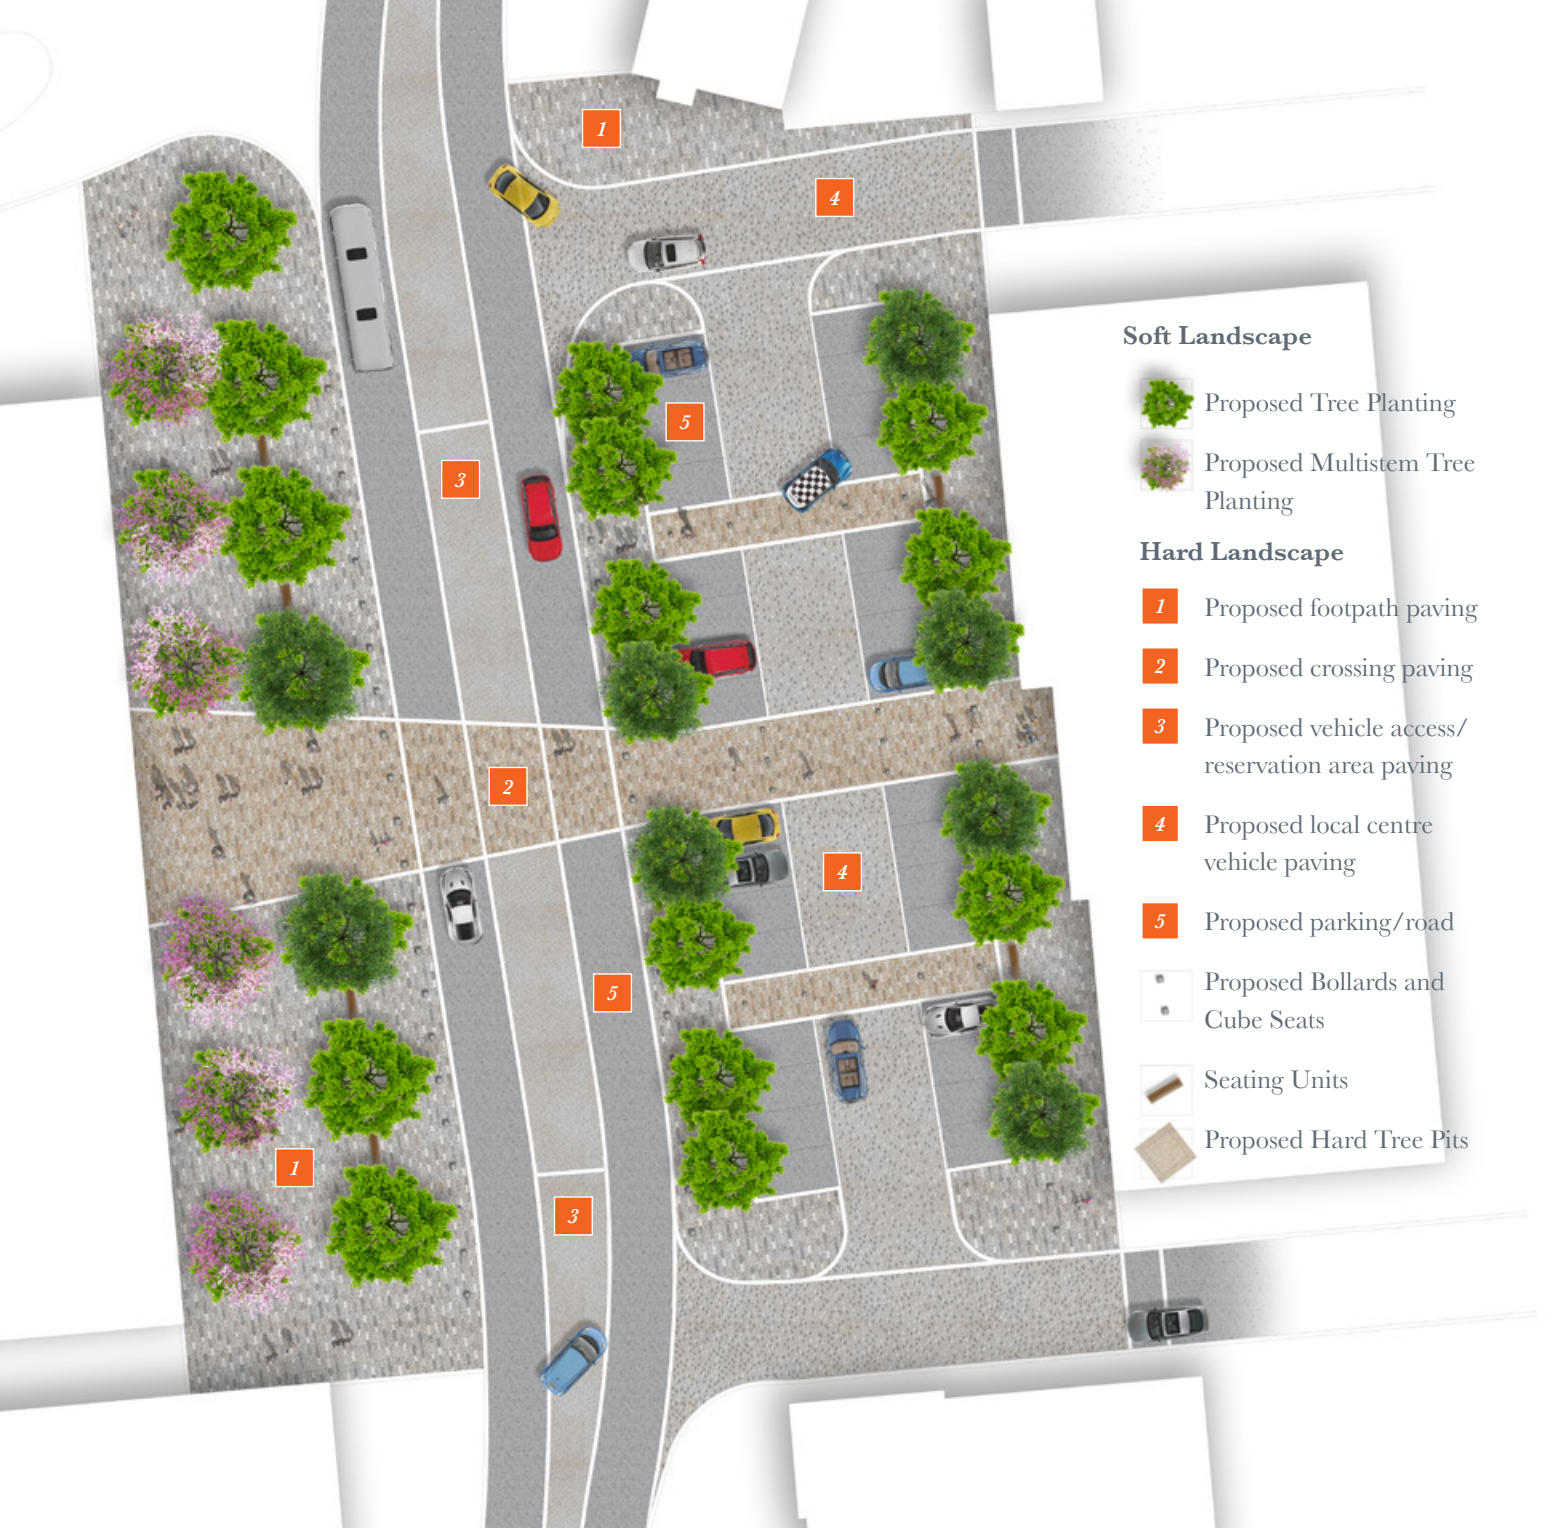 1
4
5
3
2
4
5
1
3
Soft Landscape
Proposed Tree Planting
Proposed Multistem Tree
Planting
Hard Landscape
1 Proposed footpath paving
2 Proposed crossing paving
3 Proposed vehicle access/
reservation area paving
4 Proposed local centre
vehicle paving
5 Proposed parking/road
Proposed Bollards and
Cube Seats
Seating Units
Proposed Hard Tree Pits